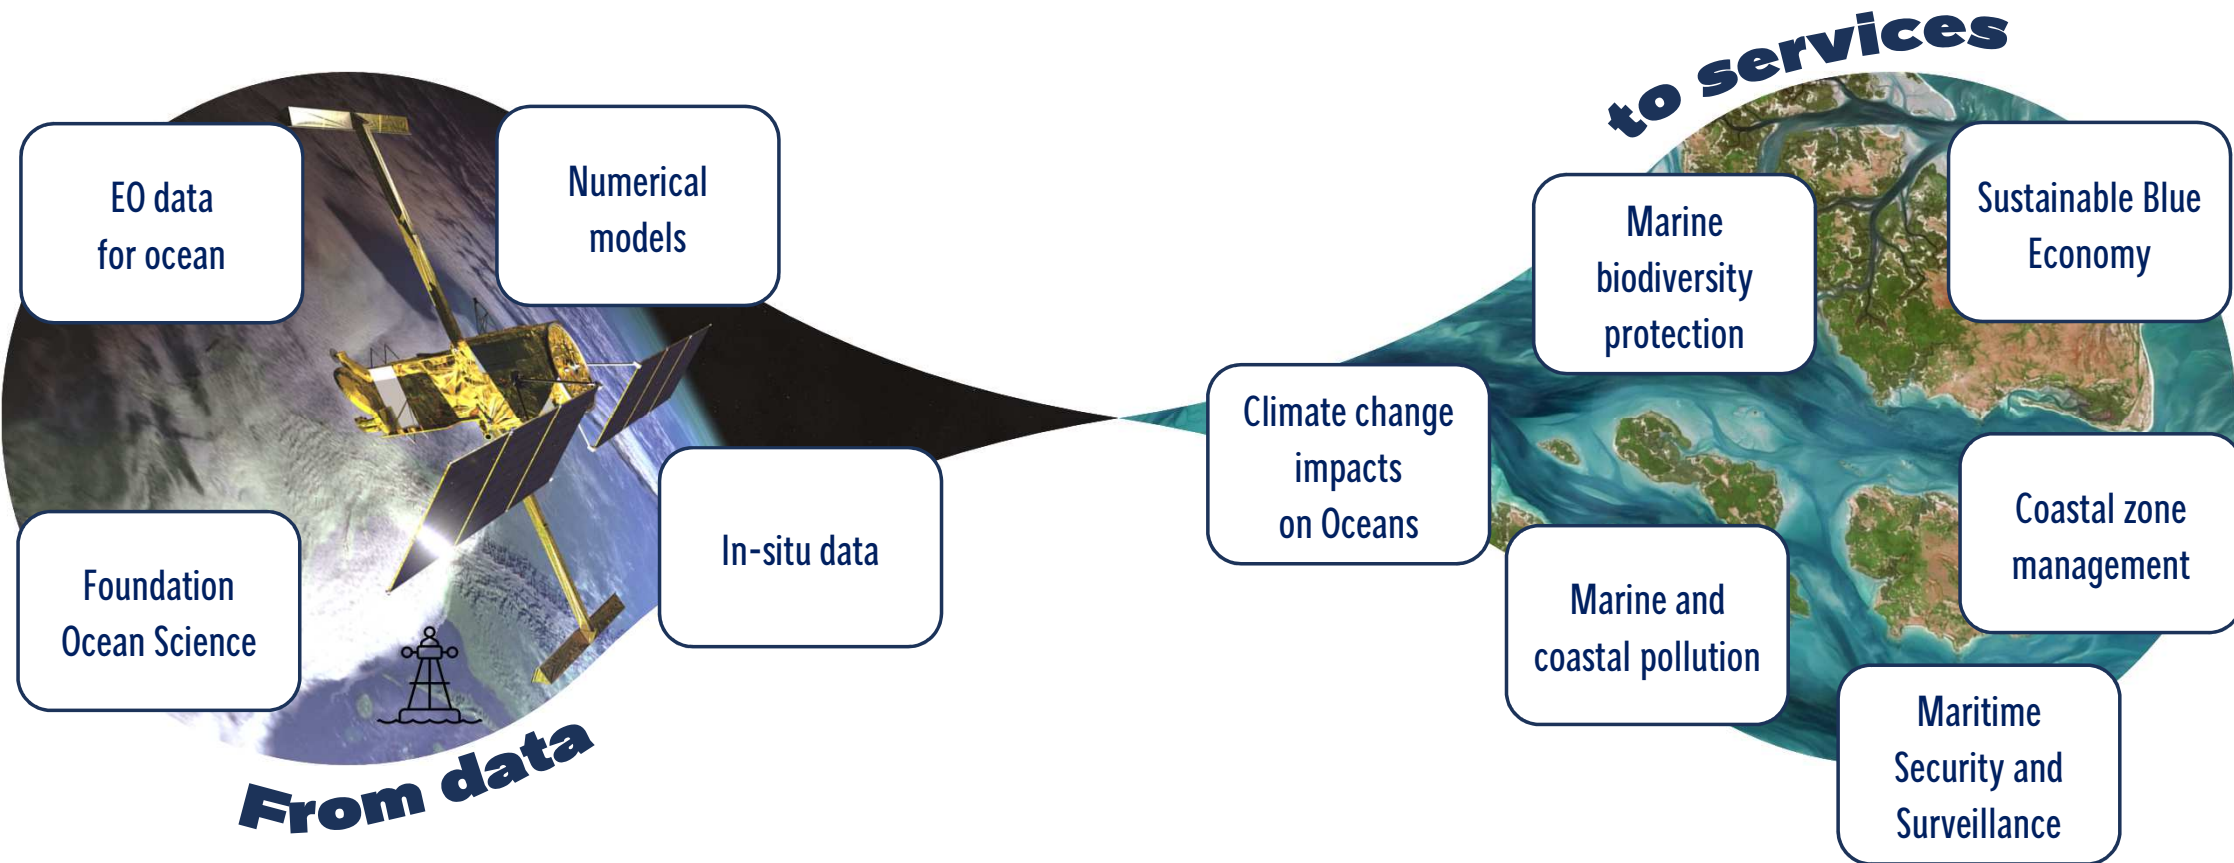 EO data
for ocean
Numerical
models
Foundation
Ocean Science
In-situ data
From data
to services
Climate change
impacts
on Oceans
Marine
biodiversity
protection
Sustainable Blue
Economy
Marine and
coastal pollution
Coastal zone
management
Maritime
Security and
Surveillance